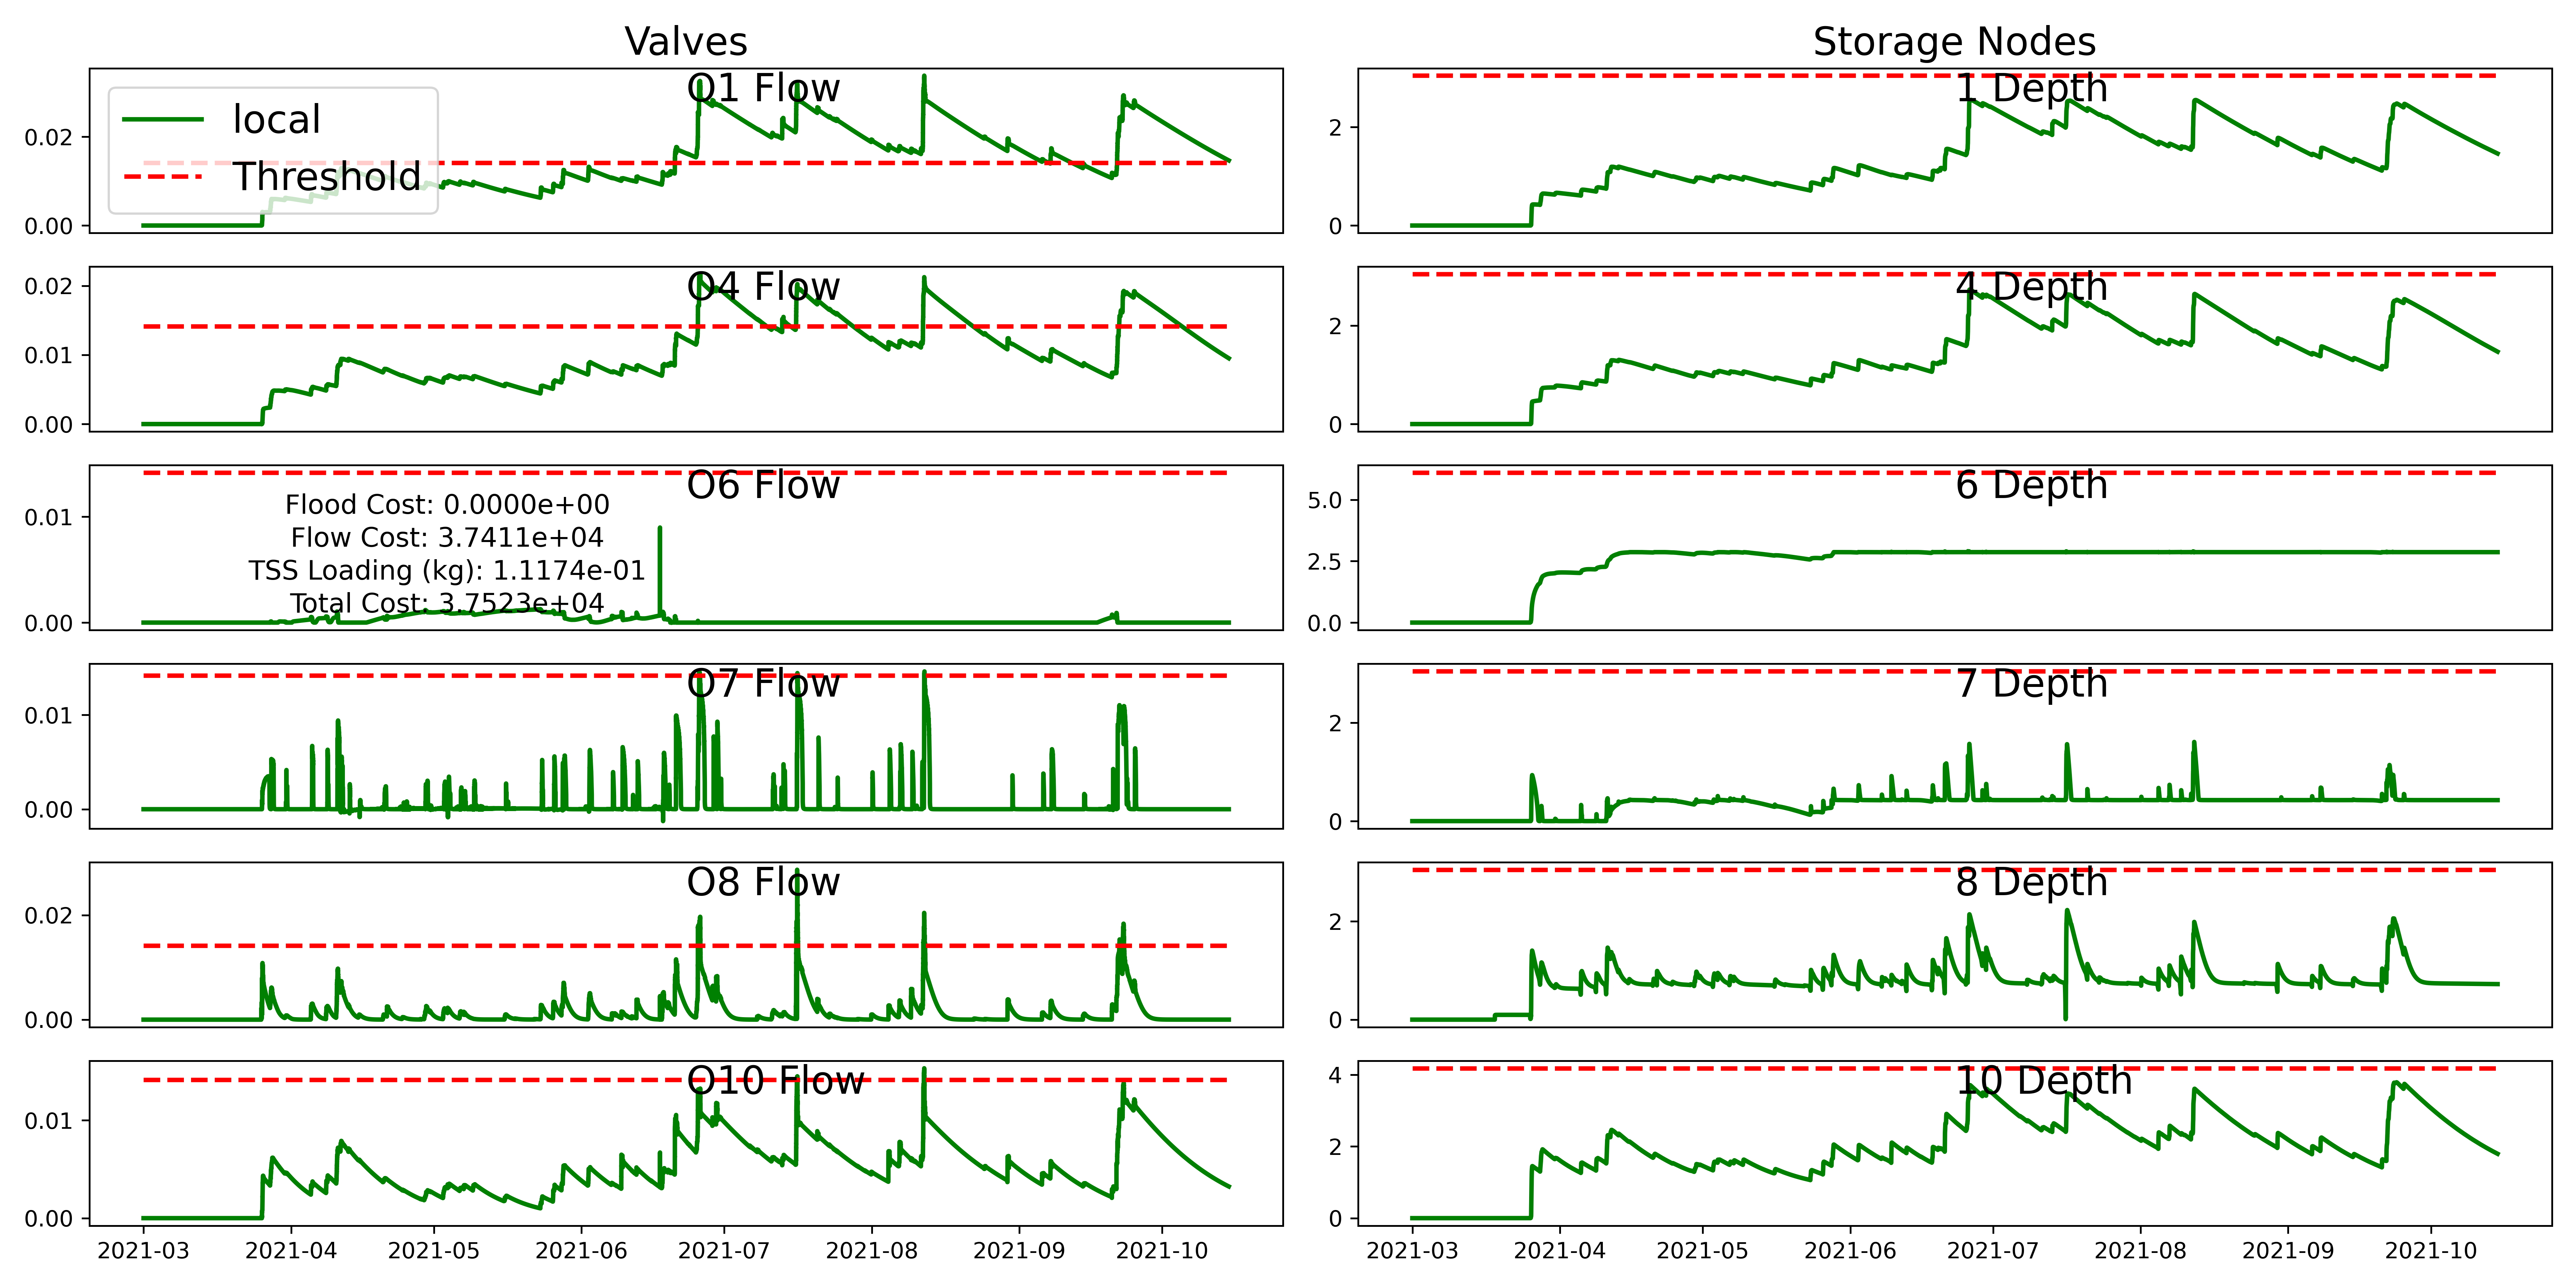 Valves
Storage Nodes
O1 Flow
local
Threshold
0.02
0.00
1 Depth
2
0
O4 Flow
0.02
0.01
0.00
4 Depth
2
0
O6 Flow
Flood Cost: 0.0000e+00
Flow Cost: 3.7411e+04
TSS Loading (kg): 1.1174e-01
Total Cost: 3.7523e+04
0.01
0.00
6 Depth
5.0
2.5
0.0
O7 Flow
0.01
0.00
7 Depth
2
0
O8 Flow
0.02
0.00
8 Depth
2
0
O10 Flow
0.01
0.00
10 Depth
4
2
0
2021-03 2021-04 2021-05 2021-06 2021-07 2021-08 2021-09 2021-10
2021-03 2021-04 2021-05 2021-06 2021-07 2021-08 2021-09 2021-10